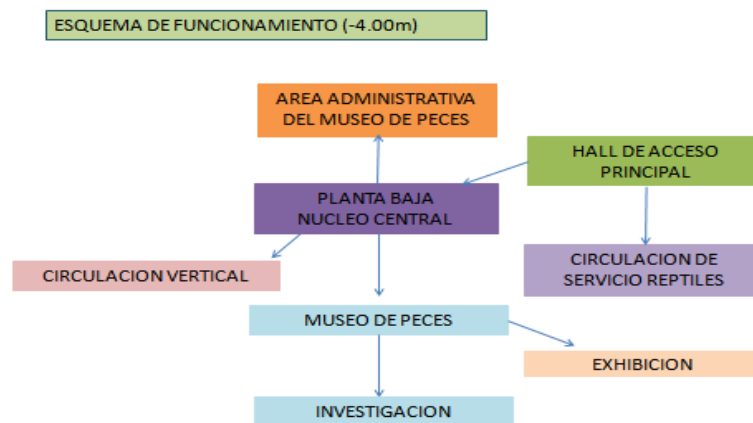 ESQUEMA DE FUNCIONAMIENTO (-4.00m)
AREA ADMINISTRATIVA
DEL MUSEO DE PECES
HALL DE ACCESO
PRINCIPAL
PLANTA BAJA
NUCLEO CENTRAL
CIRCULACION VERTICAL
CIRCULACION DE
SERVICIO REPTILES
MUSEO DE PECES
EXHIBICION
INVESTIGACION